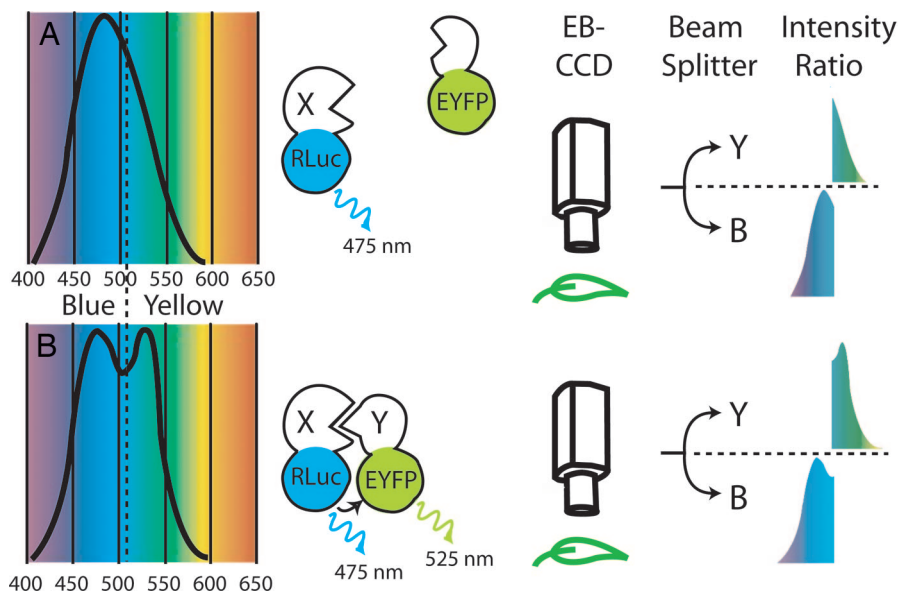 A
EB-
CCD
Beam
Splitter
Intensity
Ratio
X
EYFP
RLuc
475 nm
Y
B
400 450 500 550 600 650
Blue Yellow
B
X Y
RLuc EYFP
475 nm
525 nm
Y
B
400 450 500 550 600 650